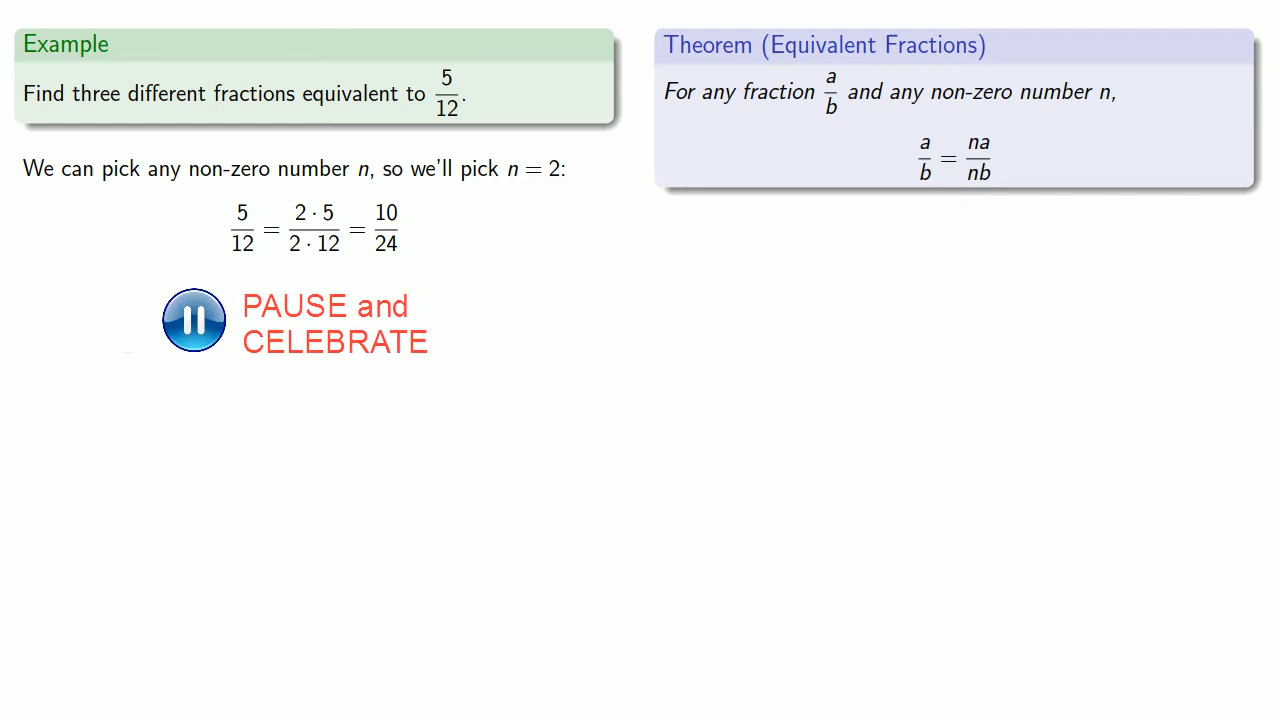 Example
Find three different fractions equivalent to 5/12.
We can pick any non-zero number n, so we'll pick n = 2:
5/12 = 2 · 5/2 · 12 = 10/24
PAUSE and
CELEBRATE
Theorem (Equivalent Fractions)
For any fraction a/b and any non-zero number n,
a/b = na/nb